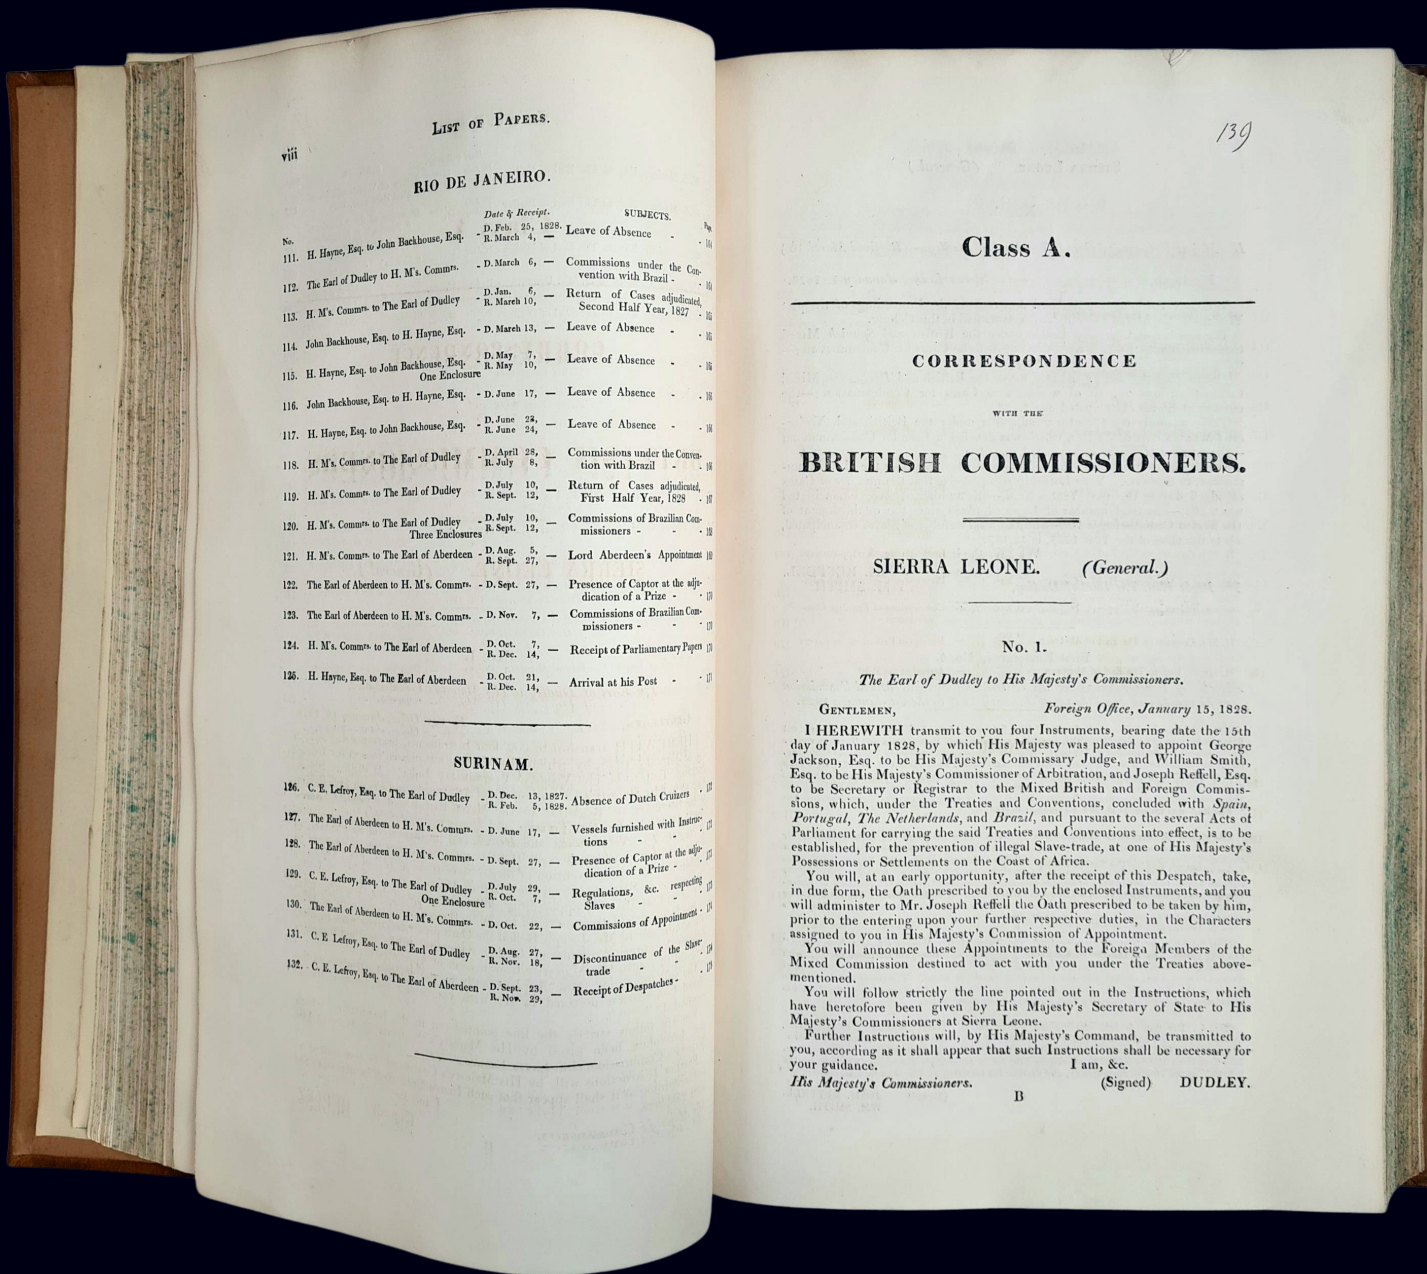 LIST OF PAPERS.
viii
RIO DE JANEIRO.
No. Date & Receipt. SUBJECTS.
111. H. Hayne, Esq. to John Backhouse, Esq. - D. Feb. 25, 1828. R. March 4, — Leave of Absence -
112. The Earl of Dudley to H. M's. Commrs. - D. March 6, — Commissions under the Con-
vention with Brazil -
113. H. M's. Commrs. to The Earl of Dudley - D. Jan. 6, R. March 10, — Return of Cases adjudicated,
Second Half Year, 1827
114. John Backhouse, Esq. to H. Hayne, Esq. - D. March 13, — Leave of Absence -
115. H. Hayne, Esq. to John Backhouse, Esq. - D. May 7, R. May 10, — Leave of Absence -
One Enclosure
116. John Backhouse, Esq. to H. Hayne, Esq. - D. June 17, — Leave of Absence -
117. H. Hayne, Esq. to John Backhouse, Esq. - D. June R. June 24, — Leave of Absence -
118. H. M's. Commrs. to The Earl of Dudley - D. April 28, R. July 8, — Commissions under the Conven-
tion with Brazil -
119. H. M's. Commrs. to The Earl of Dudley - D. July 10, R. Sept. 12, — Return of Cases adjudicated,
First Half Year, 1828
120. H. M's. Commrs. to The Earl of Dudley - D. July 10, R. Sept. 12, — Commissions of Brazilian Com-
Three Enclosures missioners - -
121. H. M's. Commrs. to The Earl of Aberdeen - D. Aug. 5, R. Sept. 27, — Lord Aberdeen's Appointment
122. The Earl of Aberdeen to H. M's. Commrs. - D. Sept. 27, — Presence of Captor at the adju-
dication of a Prize -
123. The Earl of Aberdeen to H. M's. Commrs. - D. Nov. 7, — Commissions of Brazilian Com-
missioners - -
124. H. M's. Commrs. to The Earl of Aberdeen - D. Oct. 7, R. Dec. 14, — Receipt of Parliamentary Papers
125. H. Hayne, Esq. to The Earl of Aberdeen - D. Oct. 21, R. Dec. 14, — Arrival at his Post -
SURINAM.
126. C. E. Lefroy, Esq. to The Earl of Dudley - D. Dec. 13, 1827. R. Feb. 5, 1828. Absence of Dutch Cruizers
127. The Earl of Aberdeen to H. M's. Commrs. - D. June 17, — Vessels furnished with Instruc-
tions - -
128. The Earl of Aberdeen to H. M's. Commrs. - D. Sept. 27, — Presence of Captor at the adju-
dication of a Prize -
129. C. E. Lefroy, Esq. to The Earl of Dudley - D. July 29, R. Oct. 7, — Regulations, &c. respecting
One Enclosure Slaves - -
130. The Earl of Aberdeen to H. M's. Commrs. - D. Oct. 22, — Commissions of Appointment -
131. C. E Lefroy, Esq. to The Earl of Dudley - D. Aug. 27, R. Nov. 18, — Discontinuance of the Slave-
trade - -
132. C. E. Lefroy, Esq. to The Earl of Aberdeen - D. Sept. 23, R. Nov. 29, — Receipt of Despatches -
139
Class A.
CORRESPONDENCE
WITH THE
BRITISH COMMISSIONERS.
SIERRA LEONE. (General.)
No. 1.
The Earl of Dudley to His Majesty's Commissioners.
GENTLEMEN, Foreign Office, January 15, 1828.
I HEREWITH transmit to you four Instruments, bearing date the 15th
day of January 1828, by which His Majesty was pleased to appoint George
Jackson, Esq. to be His Majesty's Commissary Judge, and William Smith,
Esq. to be His Majesty's Commissioner of Arbitration, and Joseph Reffell, Esq.
to be Secretary or Registrar to the Mixed British and Foreign Commis-
sions, which, under the Treaties and Conventions, concluded with Spain,
Portugal, The Netherlands, and Brazil, and pursuant to the several Acts of
Parliament for carrying the said Treaties and Conventions into effect, is to be
established, for the prevention of illegal Slave-trade, at one of His Majesty's
Possessions or Settlements on the Coast of Africa.
You will, at an early opportunity, after the receipt of this Despatch, take,
in due form, the Oath prescribed to you by the enclosed Instruments, and you
will administer to Mr. Joseph Reffell the Oath prescribed to be taken by him,
prior to the entering upon your further respective duties, in the Characters
assigned to you in His Majesty's Commission of Appointment.
You will announce these Appointments to the Foreign Members of the
Mixed Commission destined to act with you under the Treaties above-
mentioned.
You will follow strictly the line pointed out in the Instructions, which
have heretofore been given by His Majesty's Secretary of State to His
Majesty's Commissioners at Sierra Leone.
Further Instructions will, by His Majesty's Command, be transmitted to
you, according as it shall appear that such Instructions shall be necessary for
your guidance. I am, &c.
His Majesty's Commissioners. (Signed) DUDLEY.
B